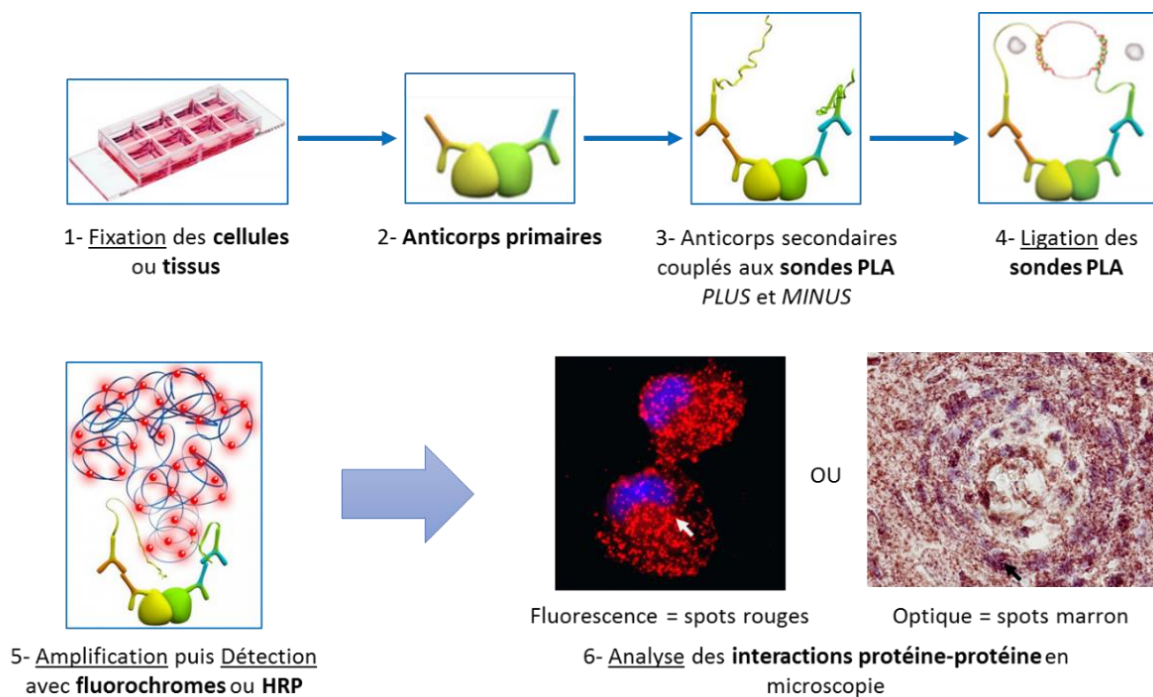 1- Fixation des cellules
ou tissus
2- Anticorps primaires
3- Anticorps secondaires
couplés aux sondes PLA
PLUS et MINUS
4- Ligation des
sondes PLA
OU
Fluorescence = spots rouges
Optique = spots marron
5- Amplification puis Détection
avec fluorochromes ou HRP
6- Analyse des interactions protéine-protéine en
microscopie